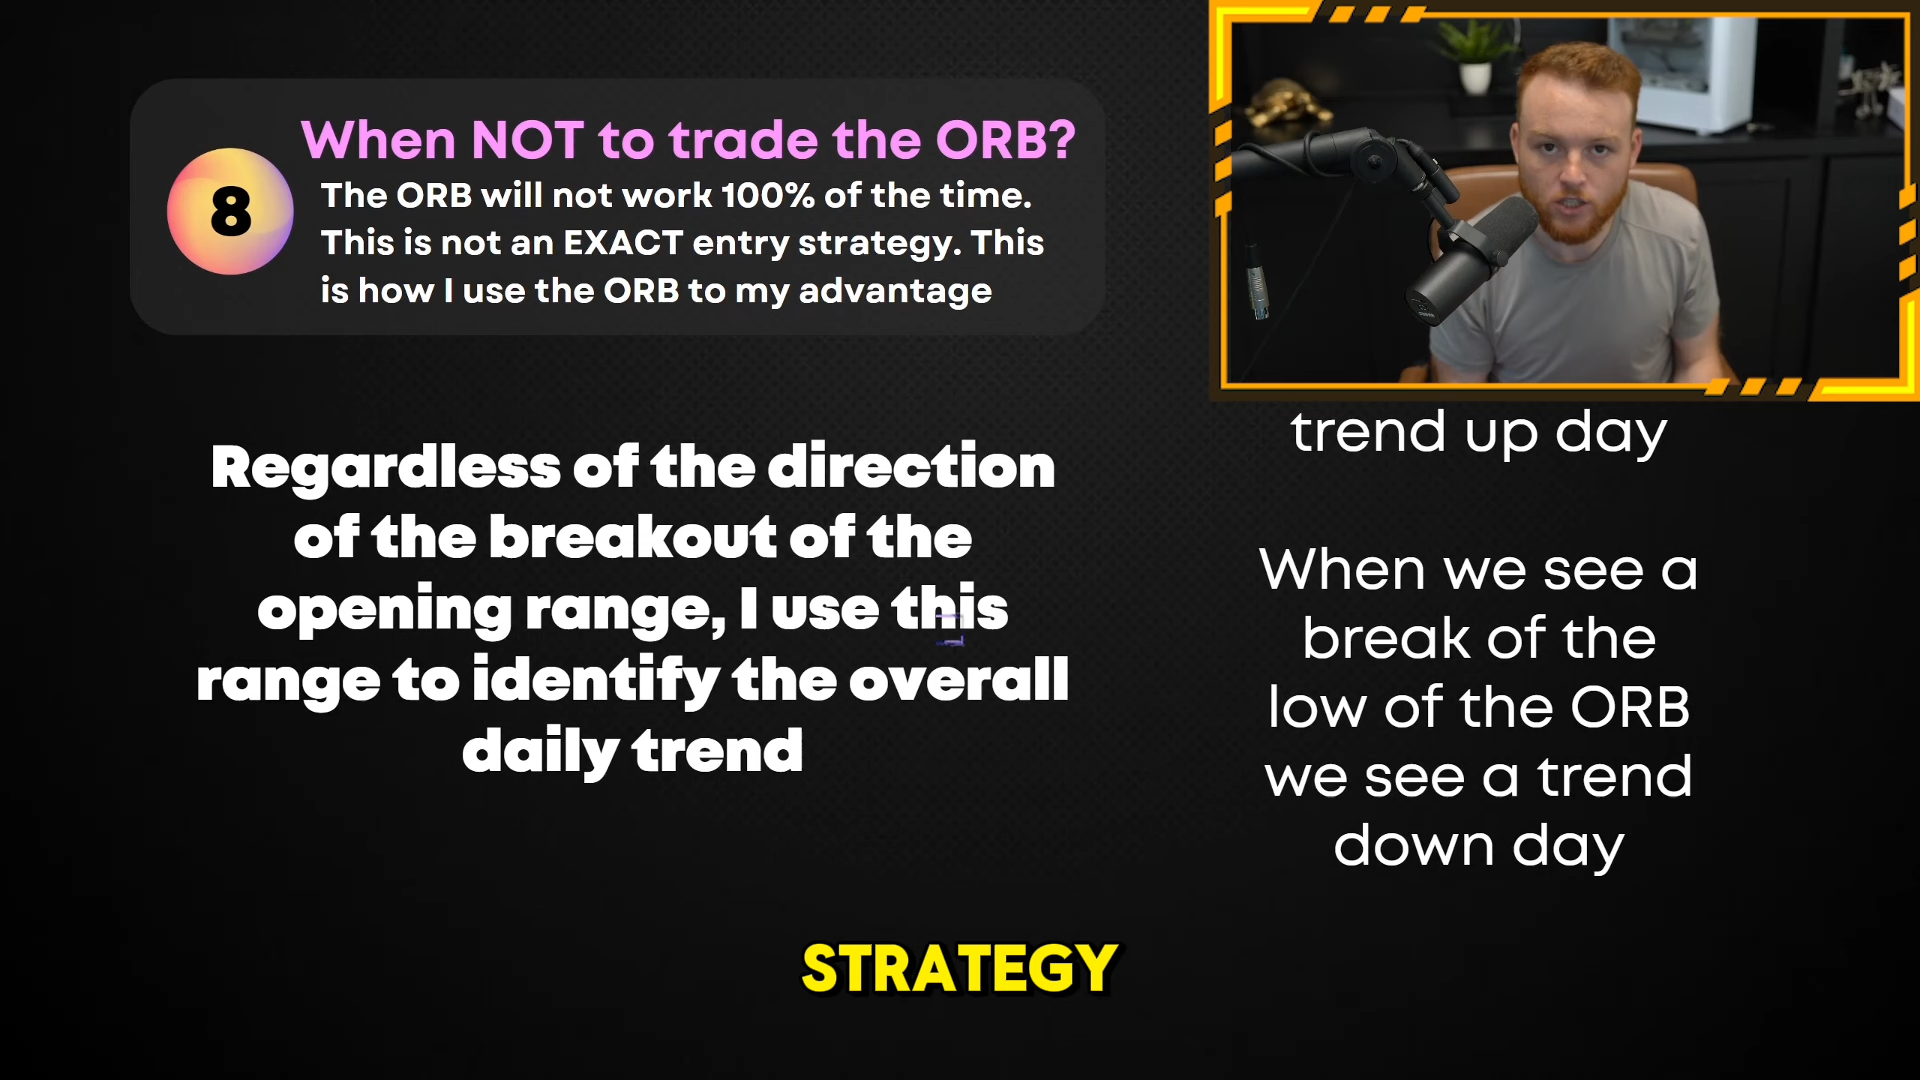 When NOT to trade the ORB?
8
The ORB will not work 100% of the time.
This is not an EXACT entry strategy. This
is how I use the ORB to my advantage
Regardless of the direction
of the breakout of the
opening range, I use this
range to identify the overall
daily trend
trend up day
When we see a
break of the
low of the ORB
we see a trend
down day
STRATEGY